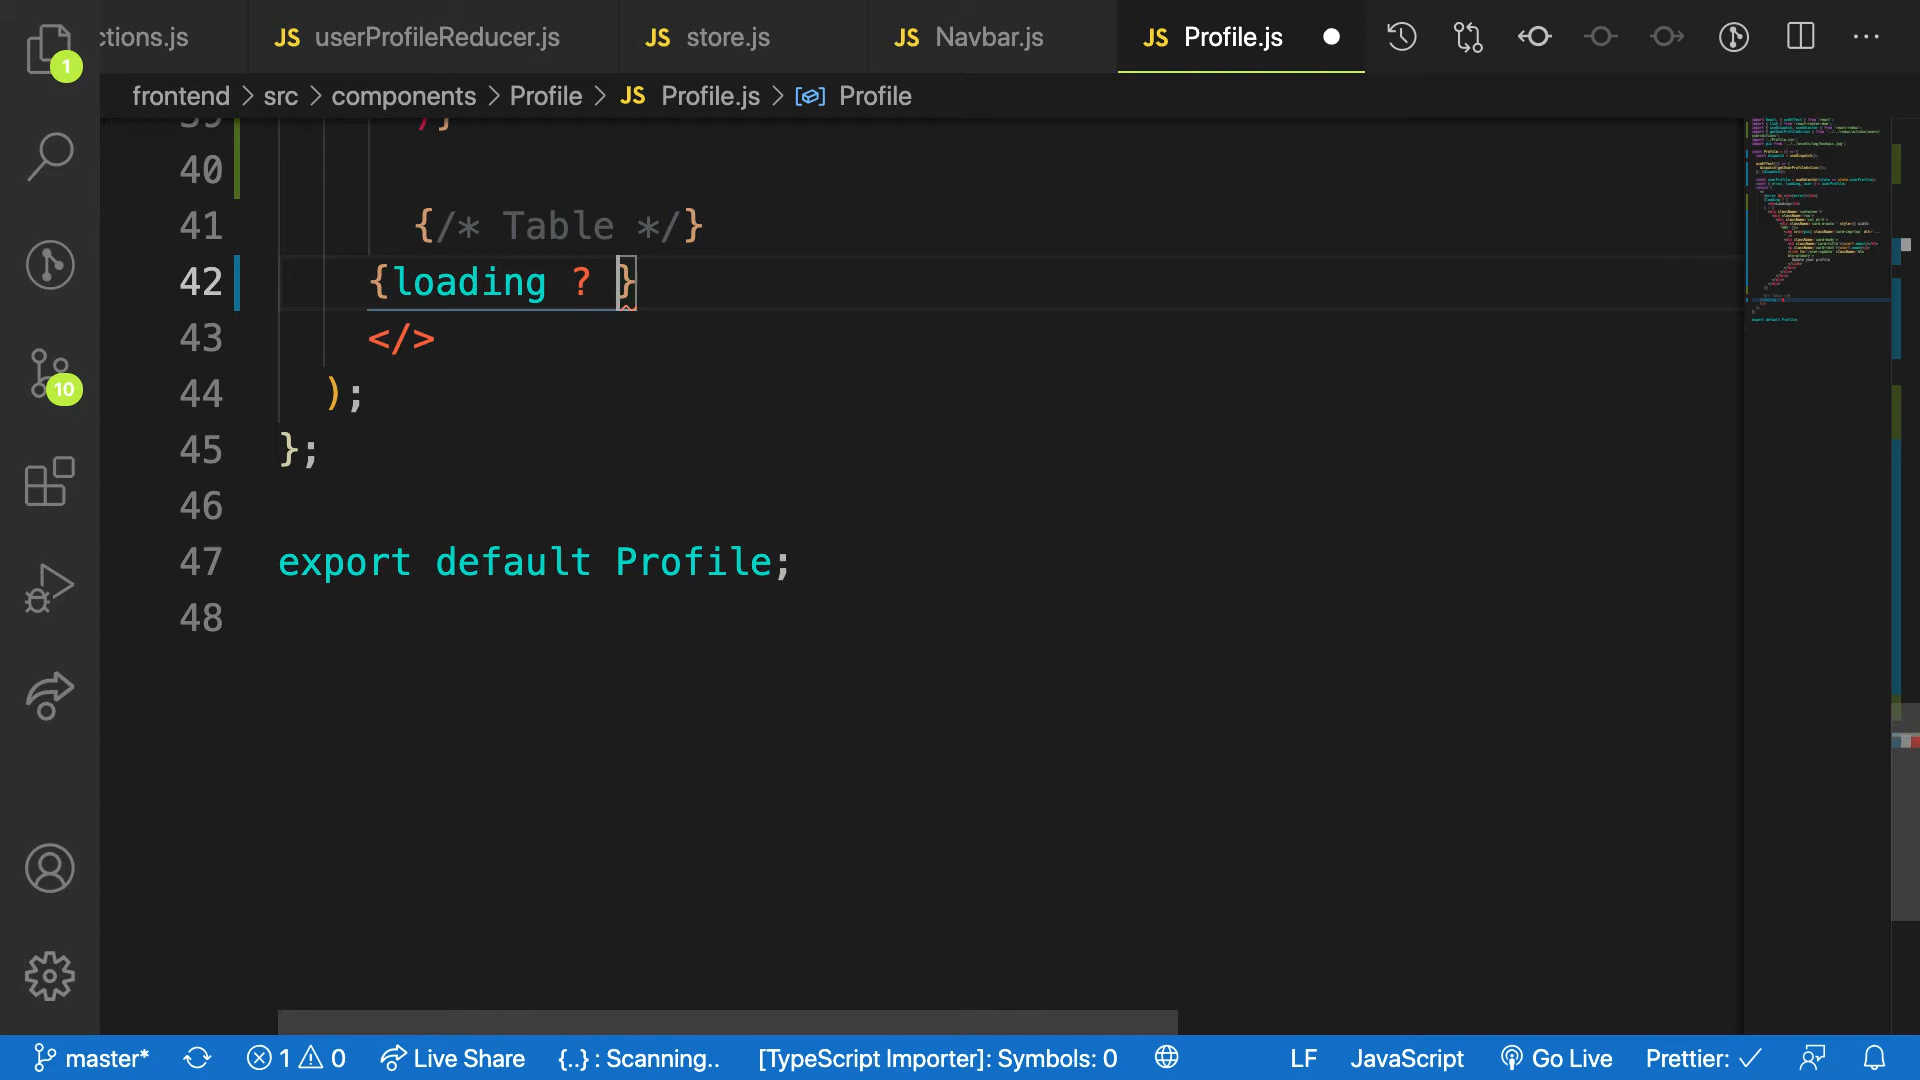 ctions.js
JS userProfileReducer.js
JS store.js
JS Navbar.js
JS Profile.js
frontend > src > components > Profile > JS Profile.js > Profile
39 )}
40
41 {/* Table */}
42 {loading ? }
43 </>
44 );
45 };
46
47 export default Profile;
48
1
10
master* 1 0 Live Share {..} : Scanning.. [TypeScript Importer]: Symbols: 0 LF JavaScript Go Live Prettier: ✓